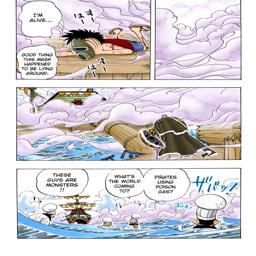 I'M
ALIVE...
GOOD THING
THIS MASK
HAPPENED
TO BE LYING
AROUND.
THESE
GUYS ARE
MONSTERS
!!
WHAT'S
THE WORLD
COMING
TO?
PIRATES
USING
POISON
GAS?